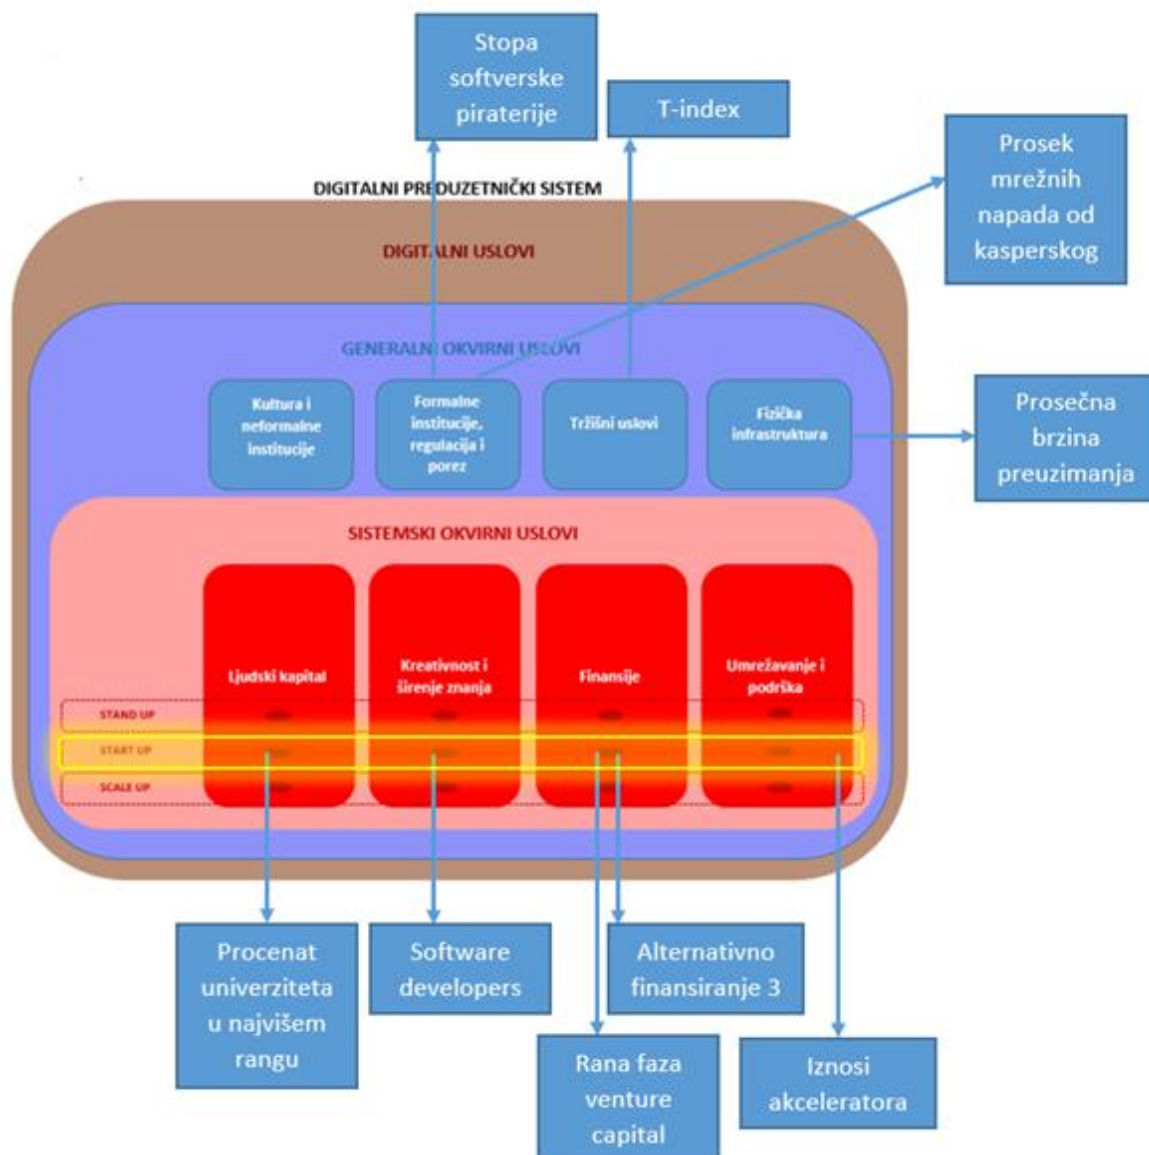 Stopa
softverske
piraterije
T-index
Prosek
mrežnih
napada od
kasperskog
DIGITALNI PREDUZETNIČKI SISTEM
DIGITALNI USLOVI
GENERALNI OKVIRNI USLOVI
Kultura i
neformalne
institucije
Formalne
institucije,
regulacija i
porez
Tržišni uslovi
Fizička
infrastruktura
Prosečna
brzina
preuzimanja
SISTEMSKI OKVIRNI USLOVI
Ljudski kapital
Kreativnost i
širenje znanja
Finansije
Umrežavanje i
podrška
STAND UP
START UP
SCALE UP
Procenat
univerziteta
u najvišem
rangu
Software
developers
Alternativno
finansiranje 3
Rana faza
venture
capital
Iznosi
akceleratora